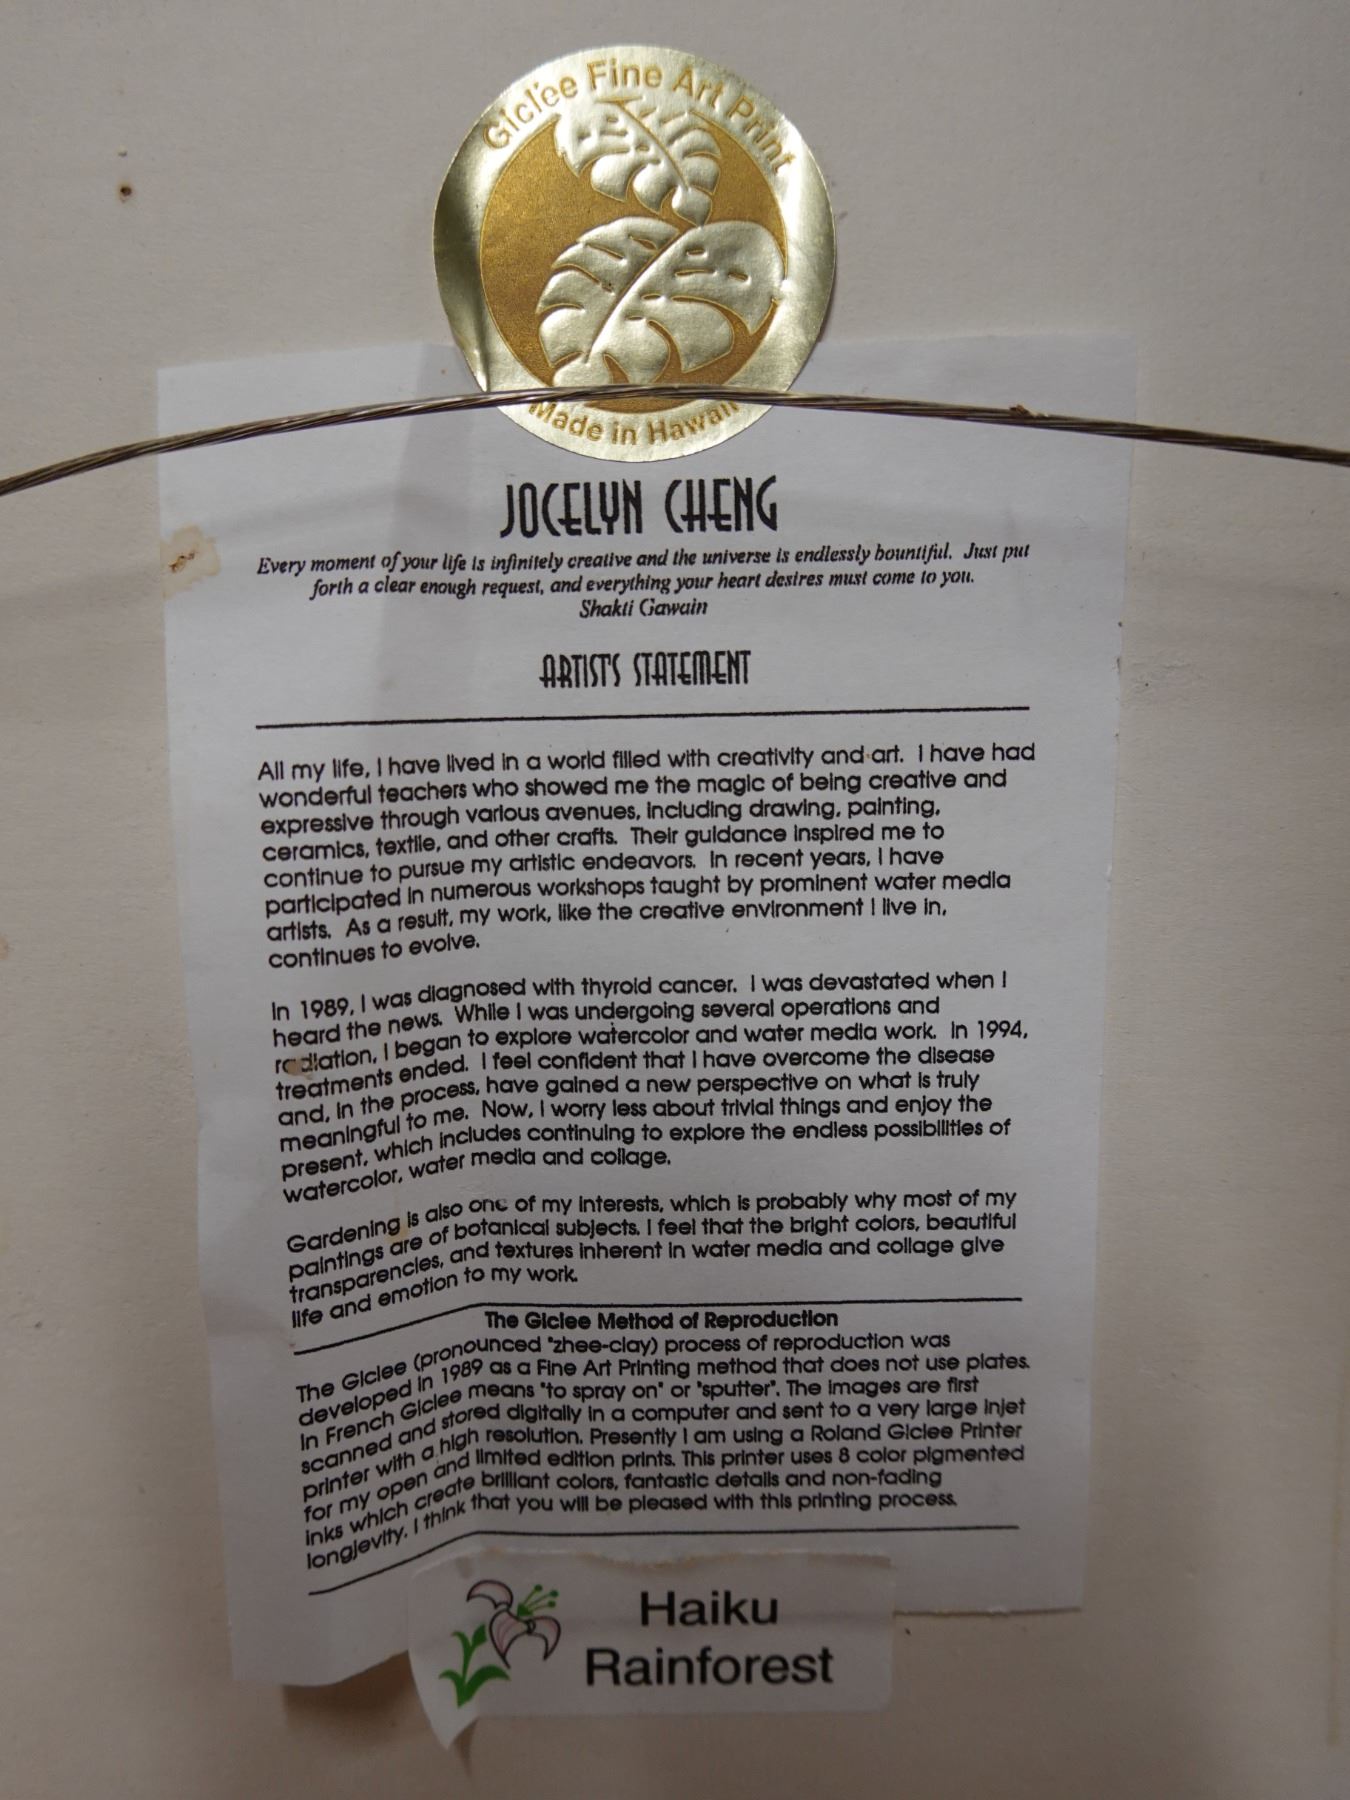 Giclée Fine Art Print
Made in Hawaii
JOCELYN CHENG
Every moment of your life is infinitely creative and the universe is endlessly bountiful. Just put
forth a clear enough request, and everything your heart desires must come to you.
Shakti Gawain
ARTIST'S STATEMENT
All my life, I have lived in a world filled with creativity and art. I have had
wonderful teachers who showed me the magic of being creative and
expressive through various avenues, including drawing, painting,
ceramics, textile, and other crafts. Their guidance inspired me to
continue to pursue my artistic endeavors. In recent years, I have
participated in numerous workshops taught by prominent water media
artists. As a result, my work, like the creative environment I live in,
continues to evolve.
In 1989, I was diagnosed with thyroid cancer. I was devastated when I
heard the news. While I was undergoing several operations and
radiation, I began to explore watercolor and water media work. In 1994,
treatments ended. I feel confident that I have overcome the disease
and, in the process, have gained a new perspective on what is truly
meaningful to me. Now, I worry less about trivial things and enjoy the
present, which includes continuing to explore the endless possibilities of
watercolor, water media and collage.
Gardening is also one of my interests, which is probably why most of my
paintings are of botanical subjects. I feel that the bright colors, beautiful
transparencies, and textures inherent in water media and collage give
life and emotion to my work.
The Giclee Method of Reproduction
The Giclee (pronounced "zhee-clay) process of reproduction was
developed in 1989 as a Fine Art Printing method that does not use plates.
In French Giclee means "to spray on" or "sputter". The images are first
scanned and stored digitally in a computer and sent to a very large injet
printer with a high resolution. Presently I am using a Roland Giclee Printer
for my open and limited edition prints. This printer uses 8 color pigmented
inks which create brilliant colors, fantastic details and non-fading
longjevity. I think that you will be pleased with this printing process.
Haiku
Rainforest